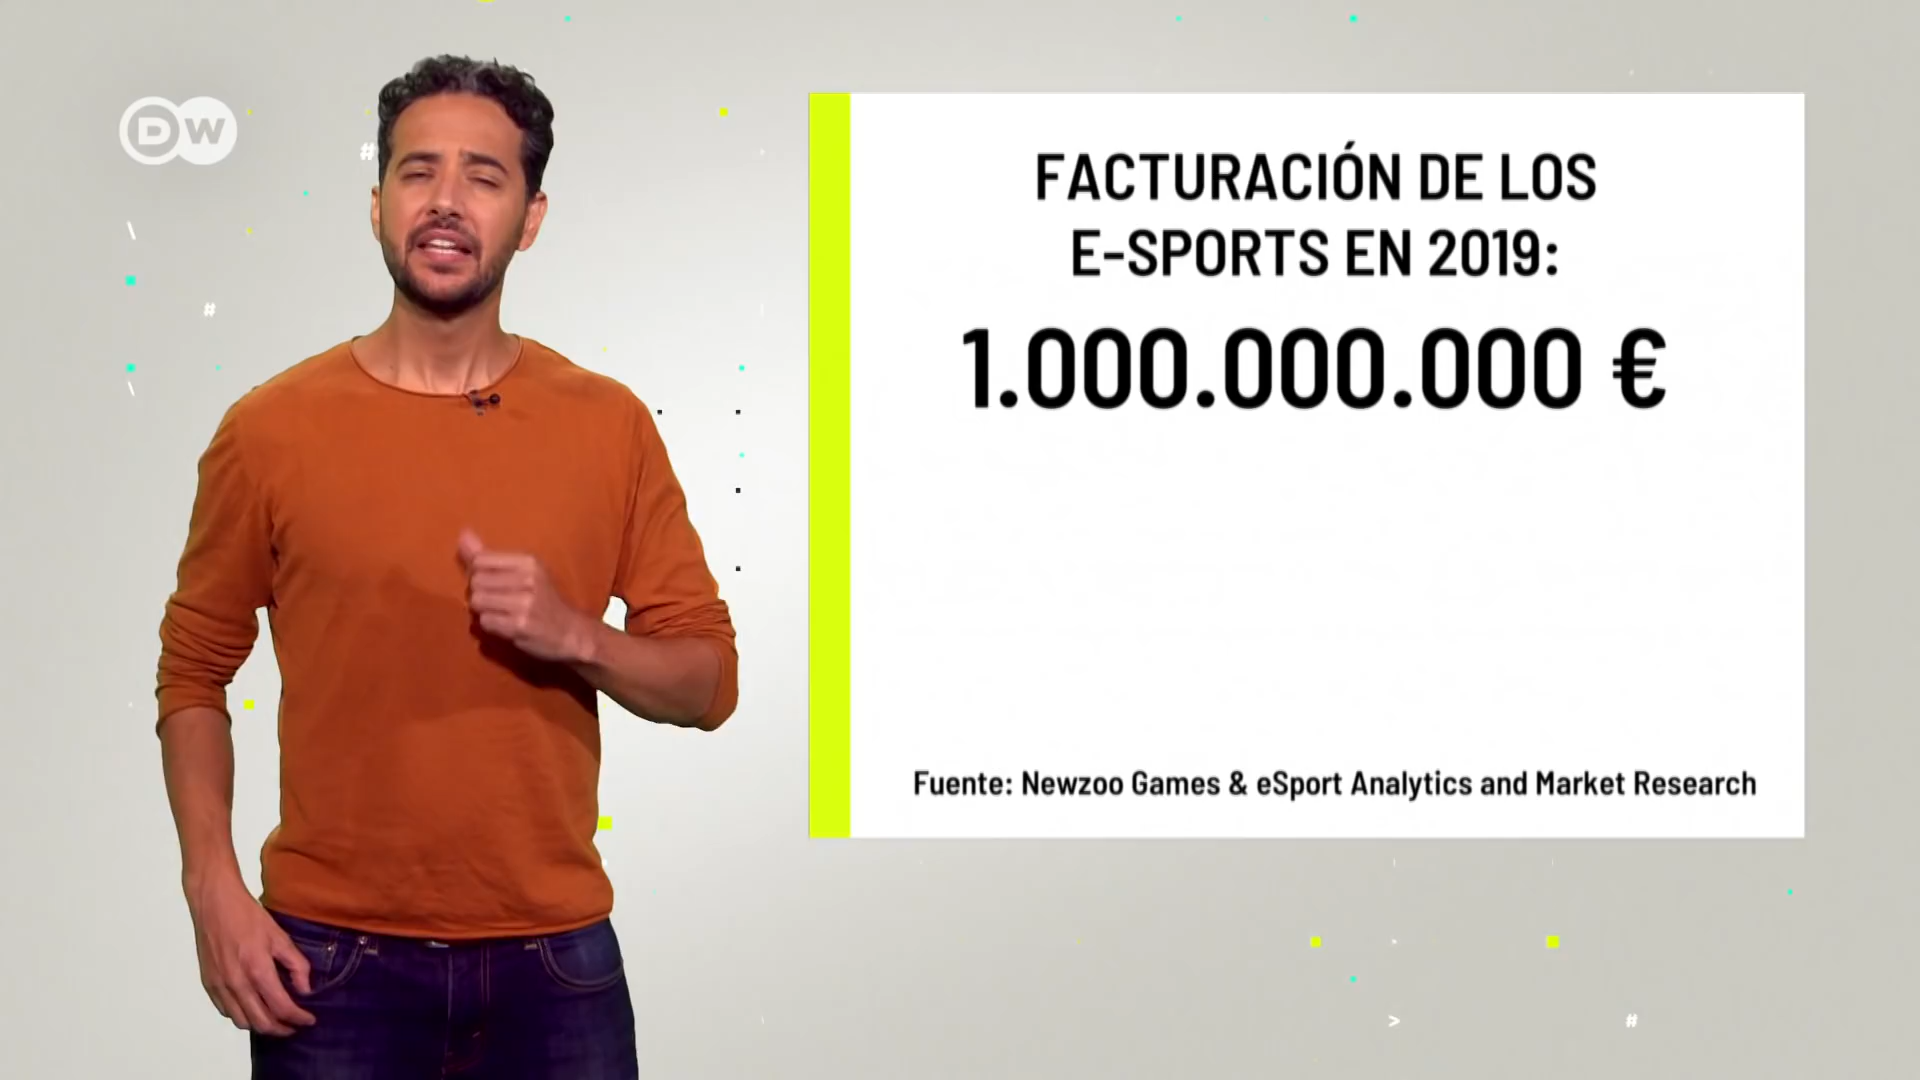 DW
FACTURACIÓN DE LOS
E-SPORTS EN 2019:
1.000.000.000 €
Fuente: Newzoo Games & eSport Analytics and Market Research